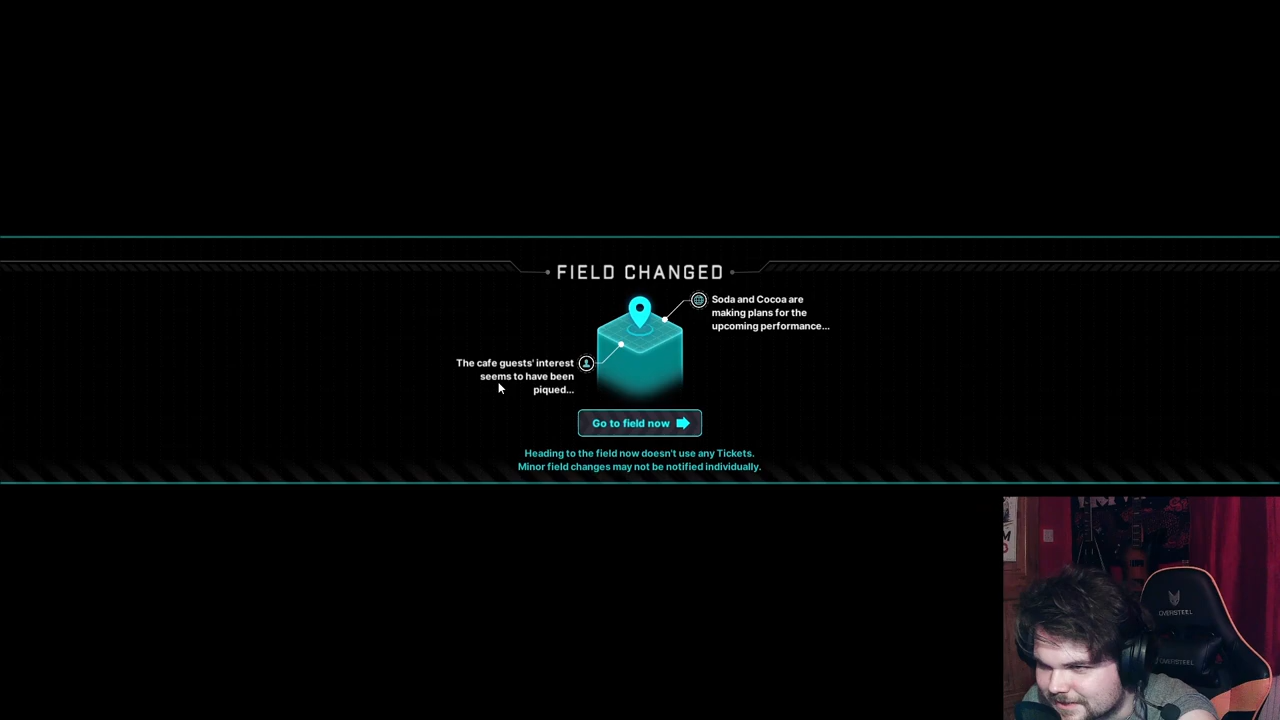 FIELD CHANGED
Soda and Cocoa are
making plans for the
upcoming performance...
The cafe guests' interest
seems to have been
piqued...
Go to field now
Heading to the field now doesn't use any Tickets.
Minor field changes may not be notified individually.
OVERSTEEL
OVERSTEEL